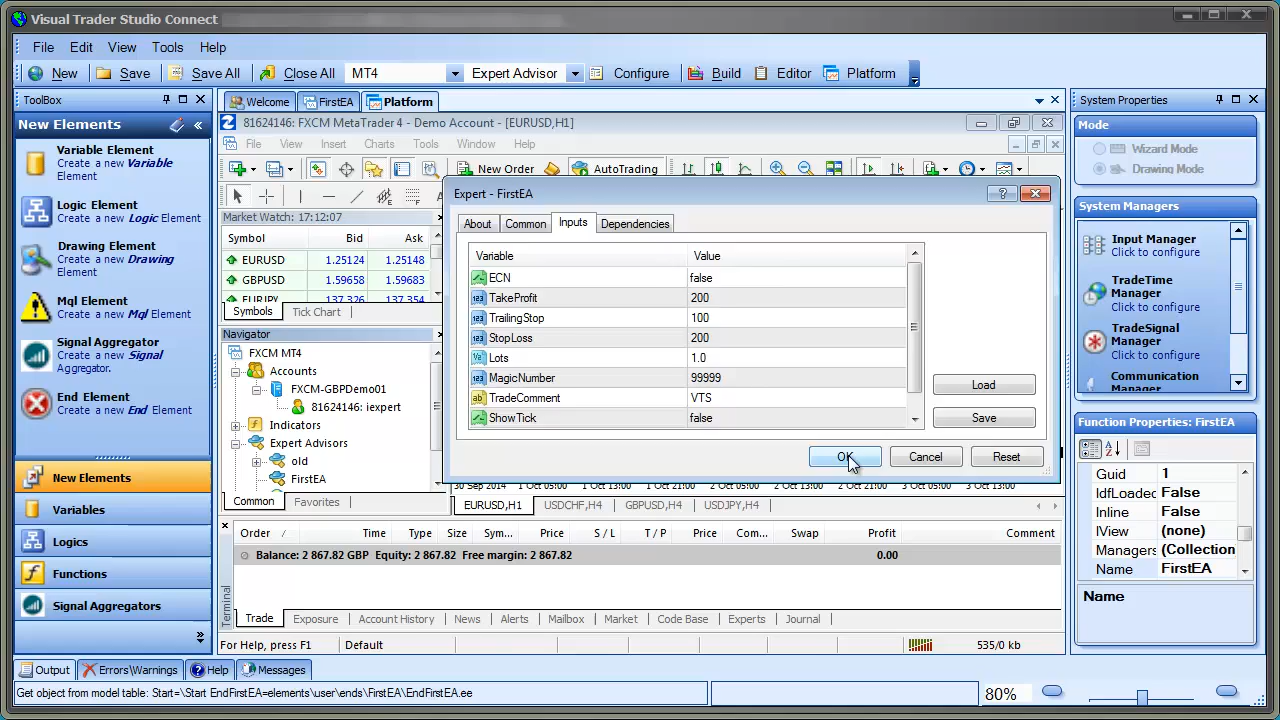 Visual Trader Studio Connect
File Edit View Tools Help
New Save Save All Close All MT4 Expert Advisor Configure Build Editor Platform
ToolBox
New Elements
Variable Element
Create a new Variable
Element
Logic Element
Create a new Logic Element
Drawing Element
Create a new Drawing
Element
Mql Element
Create a new Mql Element
Signal Aggregator
Create a new Signal
Aggregator.
End Element
Create a new End Element
New Elements
Variables
Logics
Functions
Signal Aggregators
Welcome FirstEA Platform
81624146: FXCM MetaTrader 4 - Demo Account - [EURUSD,H1]
File View Insert Charts Tools Window Help
New Order AutoTrading
Market Watch: 17:12:07
Symbol Bid Ask
EURUSD 1.25124 1.25148
GBPUSD 1.59658 1.59683
EURJPY 137.326 137.354
Symbols Tick Chart
Navigator
FXCM MT4
Accounts
FXCM-GBPDemo01
81624146: iexpert
Indicators
Expert Advisors
old
FirstEA
Common Favorites
Expert - FirstEA
About Common Inputs Dependencies
Variable Value
ECN false
TakeProfit 200
TrailingStop 100
StopLoss 200
Lots 1.0
MagicNumber 99999
TradeComment VTS
ShowTick false
Load
Save
OK Cancel Reset
30 Sep 2014 1 Oct 05:00 1 Oct 13:00 1 Oct 21:00 2 Oct 06:00 2 Oct 14:00 2 Oct 22:00 3 Oct 05:00 3 Oct 13:00
EURUSD,H1 USDCHF,H4 GBPUSD,H4 USDJPY,H4
Order Time Type Size Sym... Price S / L T / P Price Com... Swap Profit Comment
Balance: 2 867.82 GBP Equity: 2 867.82 Free margin: 2 867.82 0.00
Terminal
Trade Exposure Account History News Alerts Mailbox Market Code Base Experts Journal
For Help, press F1 Default 535/0 kb
System Properties
Mode
Wizard Mode
Drawing Mode
System Managers
Input Manager
Click to configure
TradeTime
Manager
Click to configure
TradeSignal
Manager
Click to configure
Communication
Manager
Function Properties: FirstEA
Guid 1
IdfLoaded False
Inline False
IView (none)
Managers (Collection
Name FirstEA
Name
Output Errors\Warnings Help Messages
Get object from model table: Start=\Start EndFirstEA=elements\user\ends\FirstEA\EndFirstEA.ee
80%